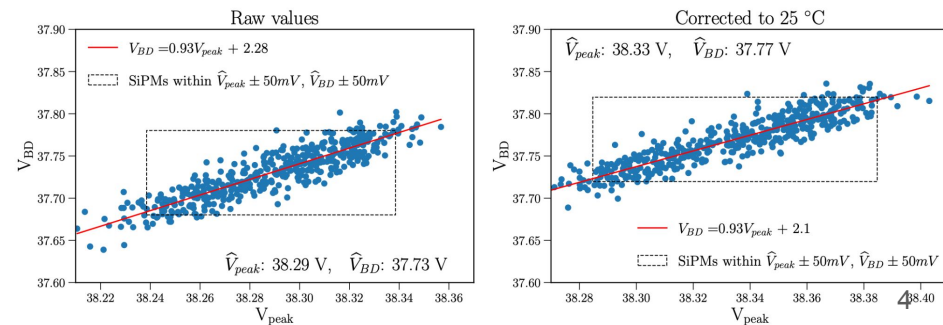 Raw values
37.90
37.85
37.80
37.75
37.70
37.65
37.60
V_BD
V_BD =0.93V_peak + 2.28
SiPMs within V̂_peak ± 50mV, V̂_BD ± 50mV
V̂_peak: 38.29 V, V̂_BD: 37.73 V
38.22 38.24 38.26 38.28 38.30 38.32 38.34 38.36
V_peak
Corrected to 25 °C
37.90
37.85
37.80
37.75
37.70
37.65
37.60
V_BD
V̂_peak: 38.33 V, V̂_BD: 37.77 V
V_BD =0.93V_peak + 2.1
SiPMs within V̂_peak ± 50mV, V̂_BD ± 50mV
38.28 38.30 38.32 38.34 38.36 38.38 38.40
V_peak
4